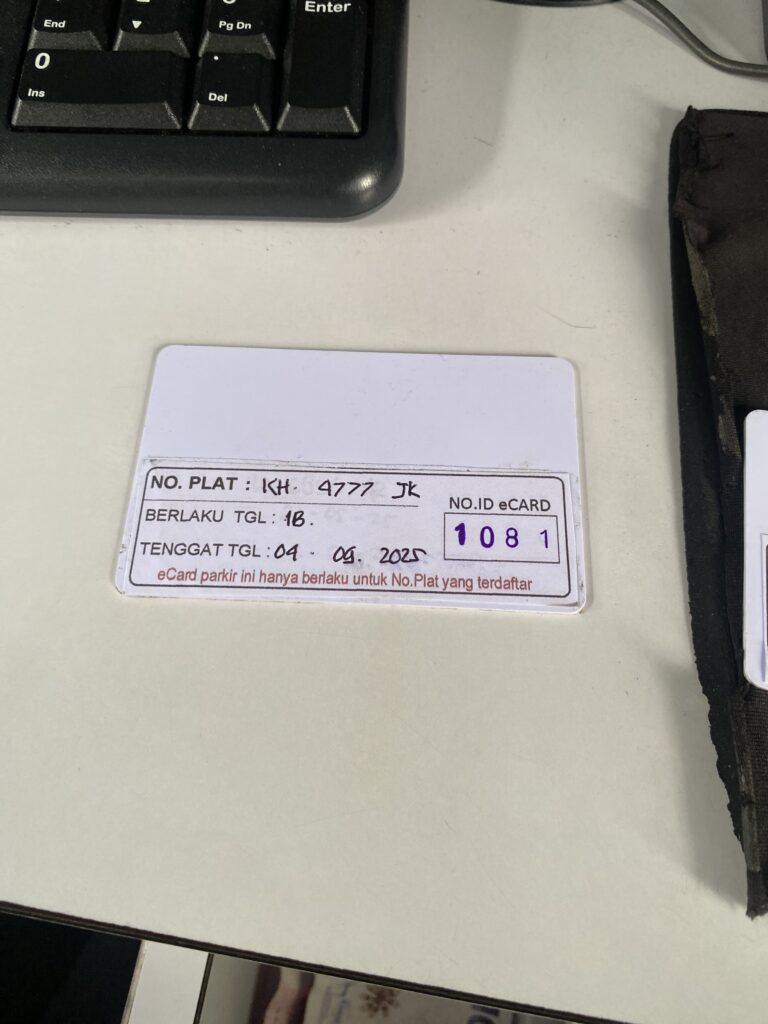 End
Pg Dn
Enter
0
Ins
.
Del
NO. PLAT : KH. 4777 JK
NO.ID eCARD
BERLAKU TGL : 1B.
1081
TENGGAT TGL : 04 - 09. 2025
eCard parkir ini hanya berlaku untuk No.Plat yang terdaftar